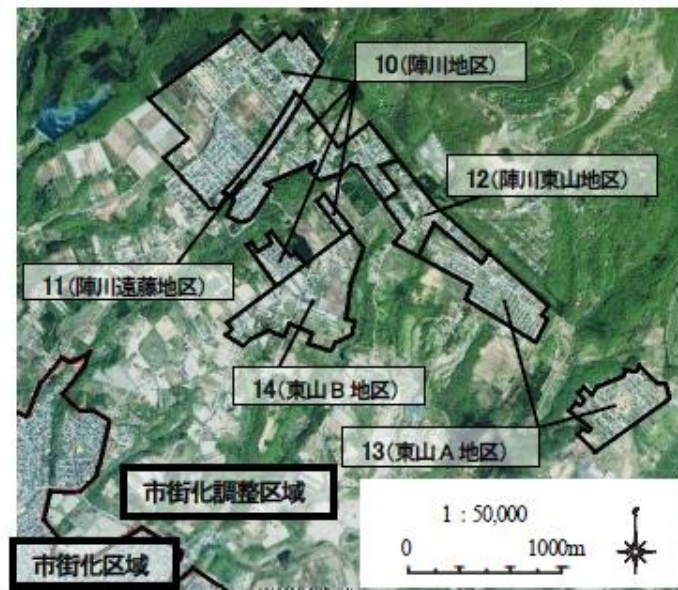 10(陣川地区)
12(陣川東山地区)
11(陣川遠藤地区)
14(東山B地区)
13(東山A地区)
市街化調整区域
市街化区域
1:50,000
0 1000m